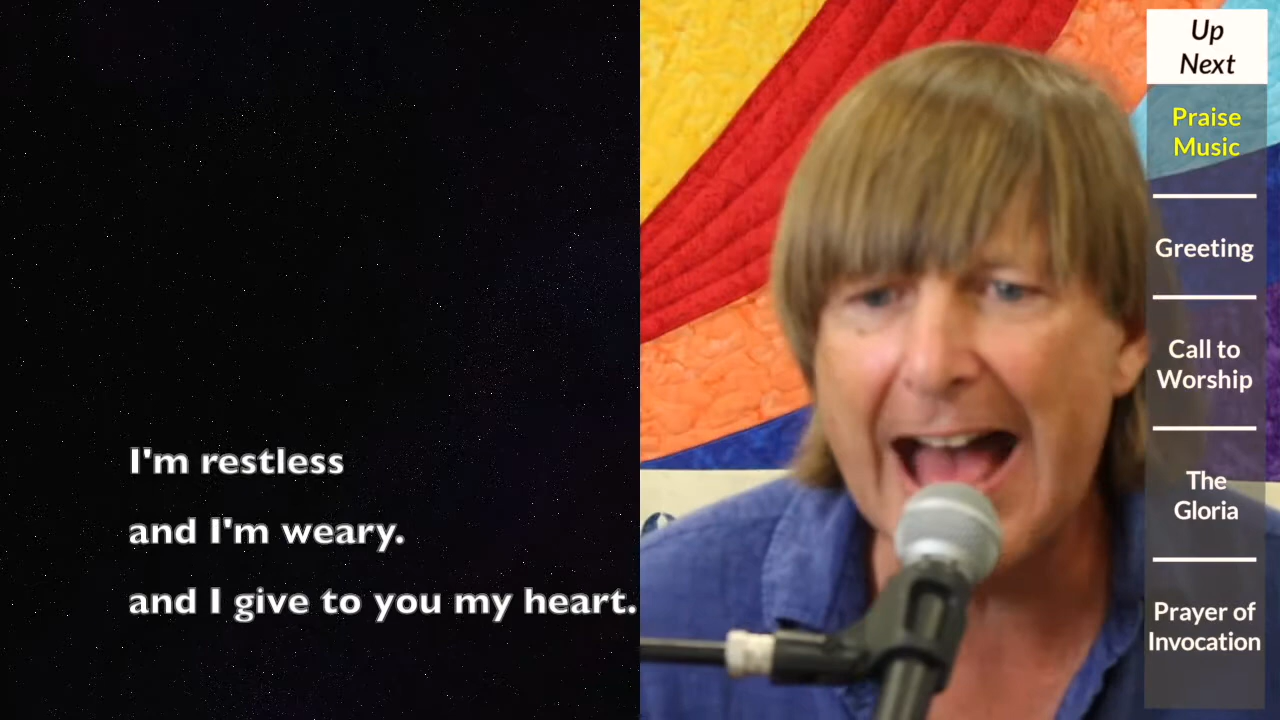 I'm restless
and I'm weary.
and I give to you my heart.
Up
Next
Praise
Music
Greeting
Call to
Worship
The
Gloria
Prayer of
Invocation